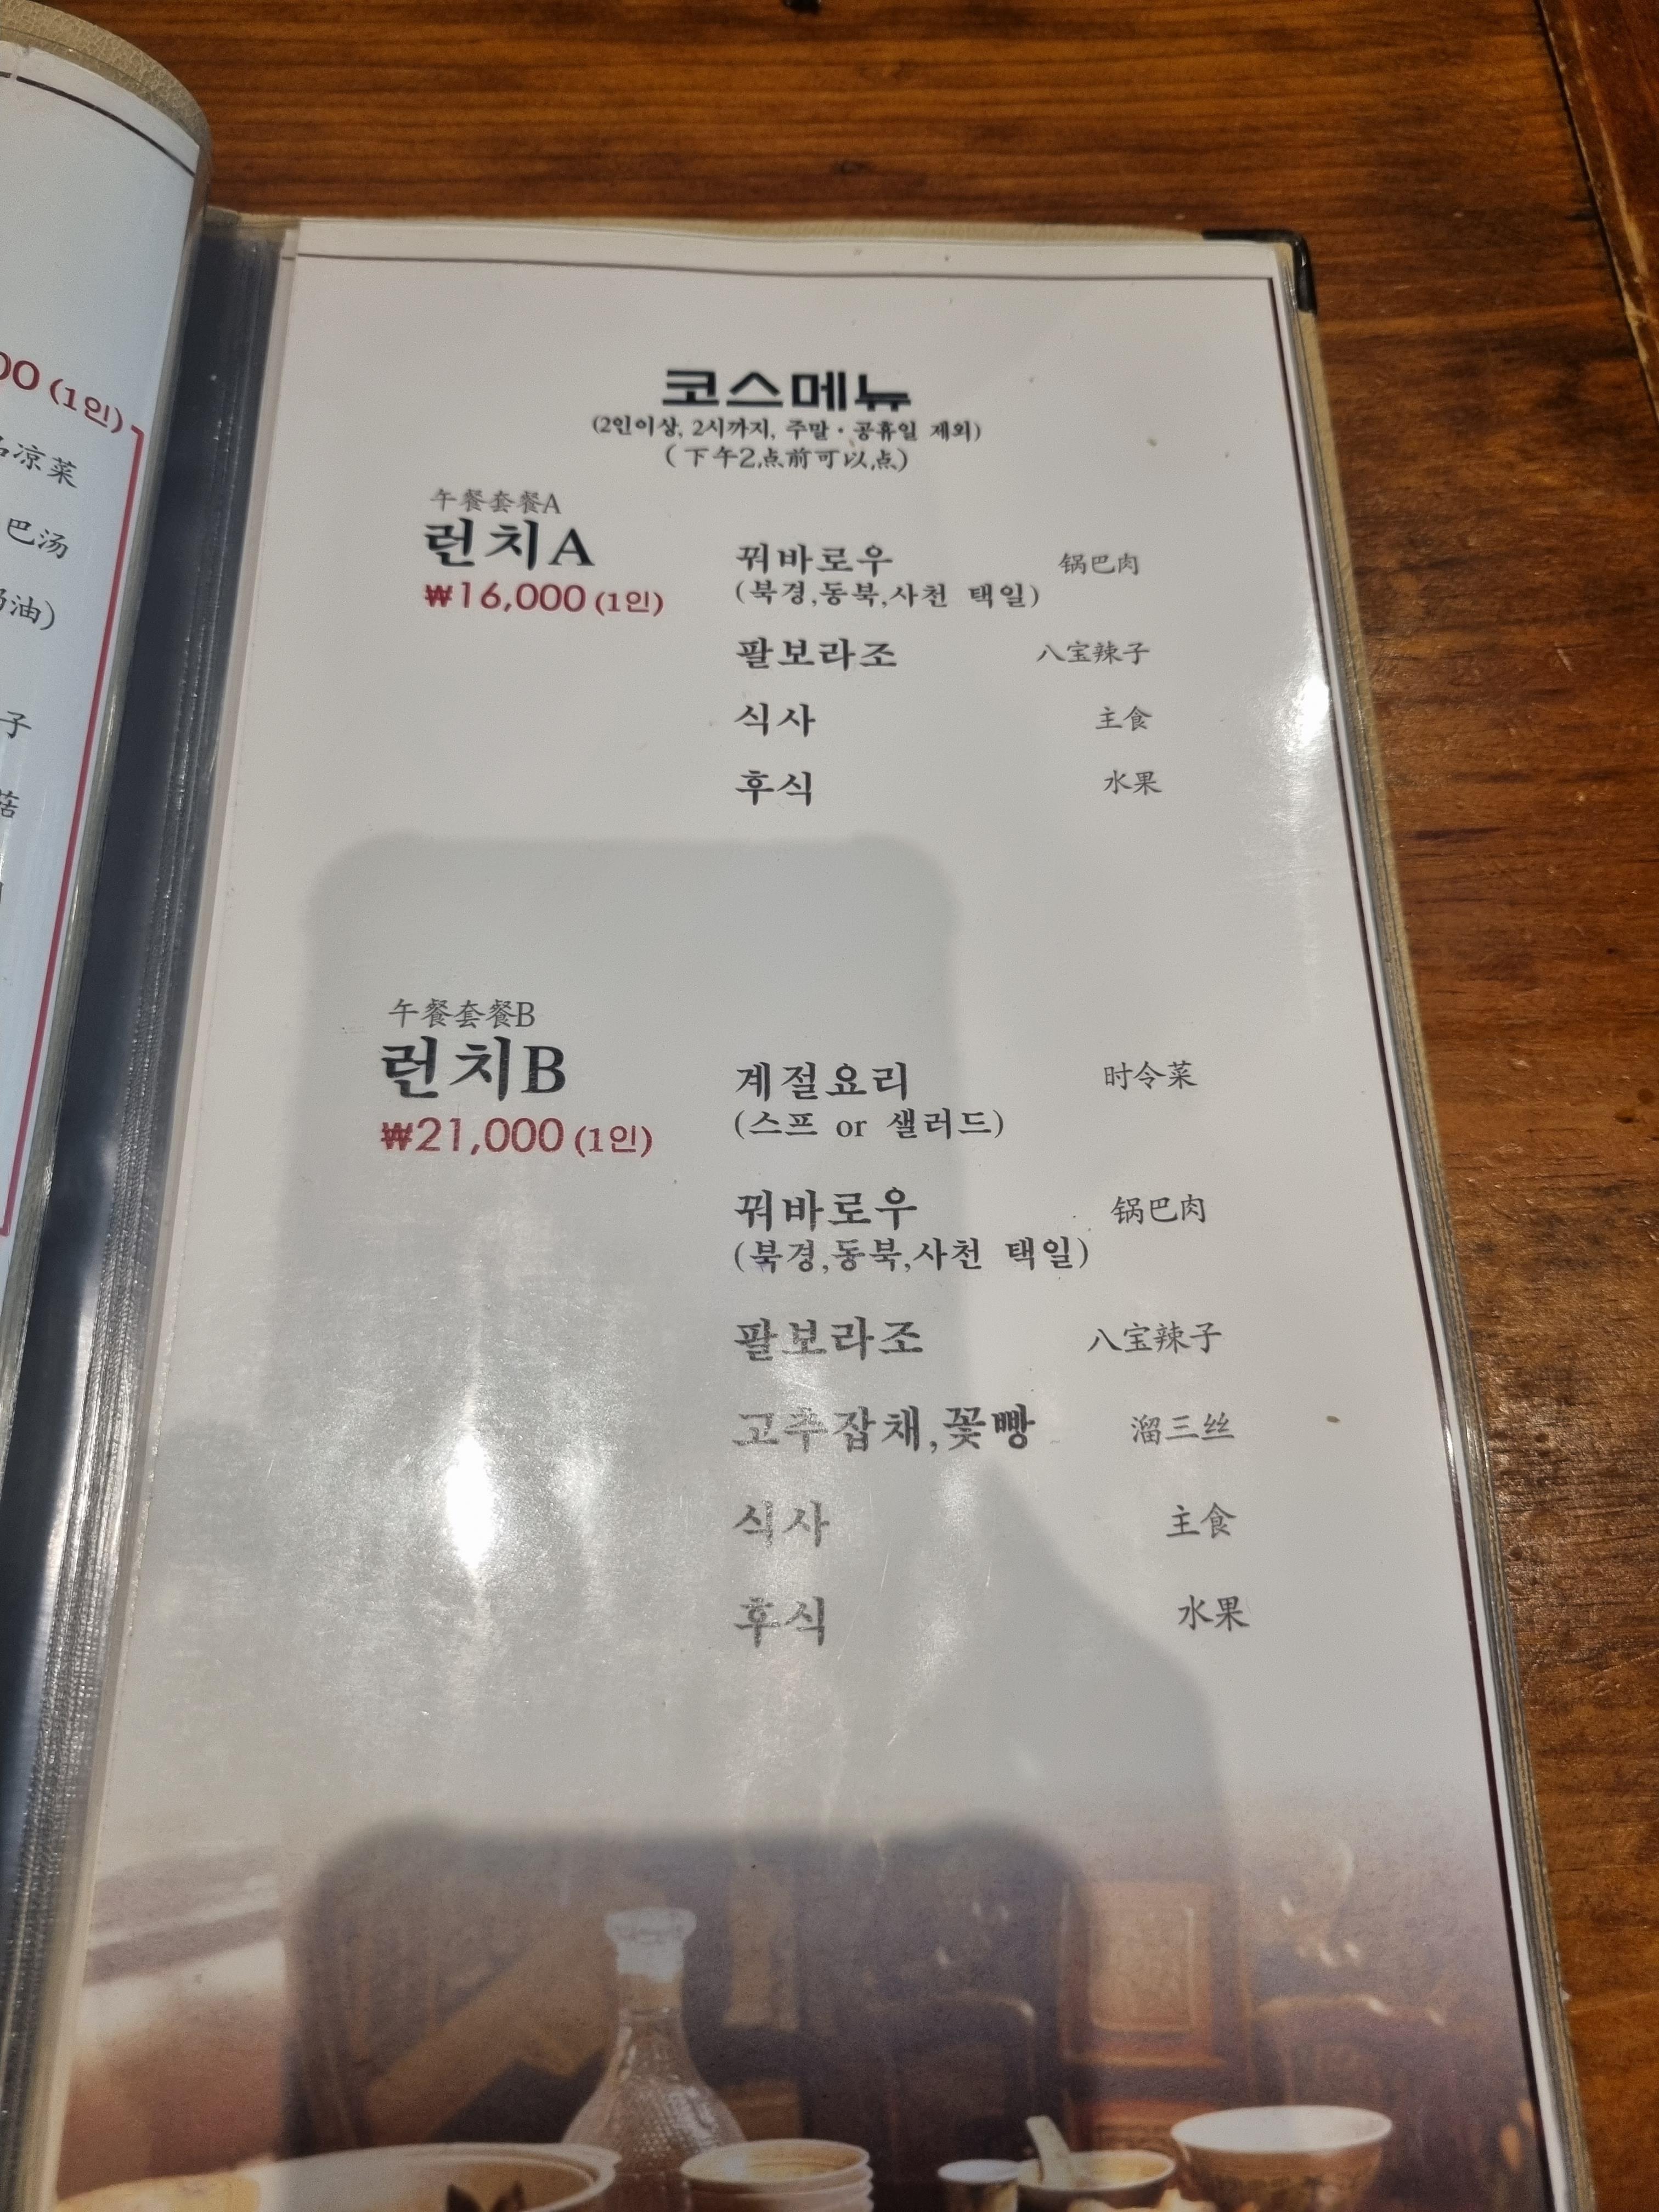 00 (1인)
凉菜
巴汤
油)
子
菇
코스메뉴
(2인이상, 2시까지, 주말·공휴일 제외)
(下午2点前可以点)
午餐套餐A
런치A
₩16,000 (1인)
꿔바로우 锅巴肉
(북경,동북,사천 택일)
팔보라조 八宝辣子
식사 主食
후식 水果
午餐套餐B
런치B
₩21,000 (1인)
계절요리 时令菜
(스프 or 샐러드)
꿔바로우 锅巴肉
(북경,동북,사천 택일)
팔보라조 八宝辣子
고추잡채,꽃빵 溜三丝
식사 主食
후식 水果